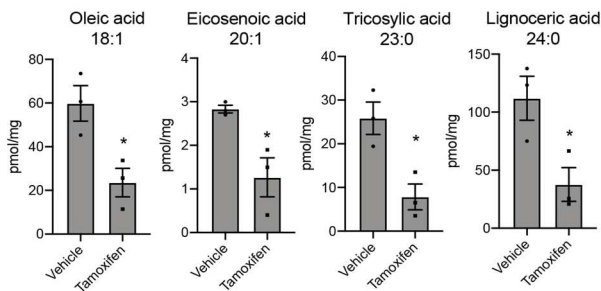 Oleic acid
18:1
pmol/mg
80
60
40
20
0
*
Vehicle
Tamoxifen
Eicosenoic acid
20:1
4
3
2
1
0
*
Vehicle
Tamoxifen
Tricosylic acid
23:0
pmol/mg
40
30
20
10
0
*
Vehicle
Tamoxifen
Lignoceric acid
24:0
pmol/mg
150
100
50
0
*
Vehicle
Tamoxifen